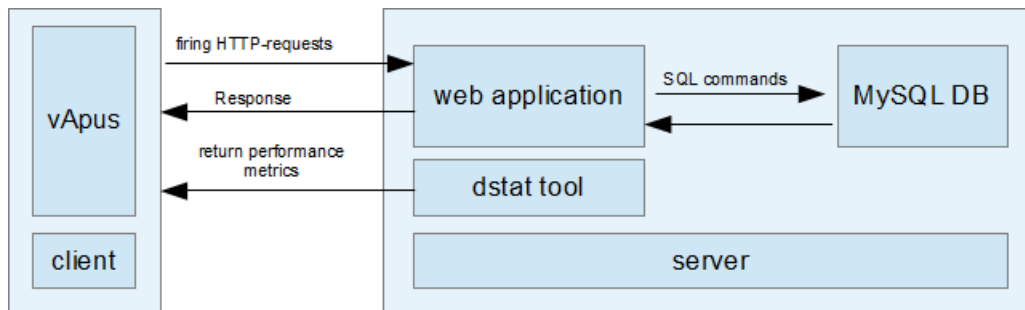 vApus
client
firing HTTP-requests
Response
return performance
metrics
web application
dstat tool
SQL commands
MySQL DB
server